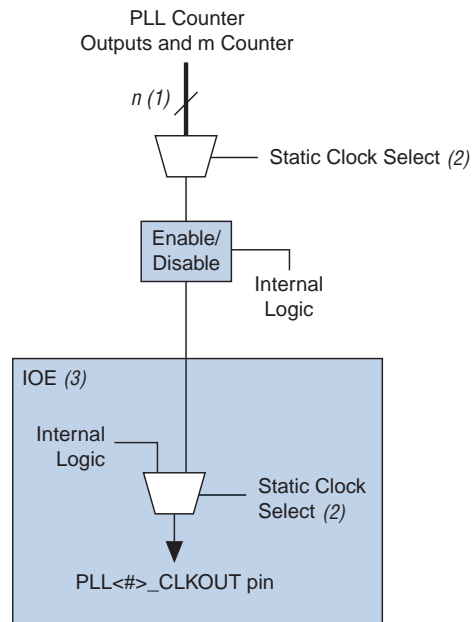 PLL Counter
Outputs and m Counter
n (1)
Static Clock Select (2)
Enable/
Disable
Internal
Logic
IOE (3)
Internal
Logic
Static Clock
Select (2)
PLL<#>_CLKOUT pin